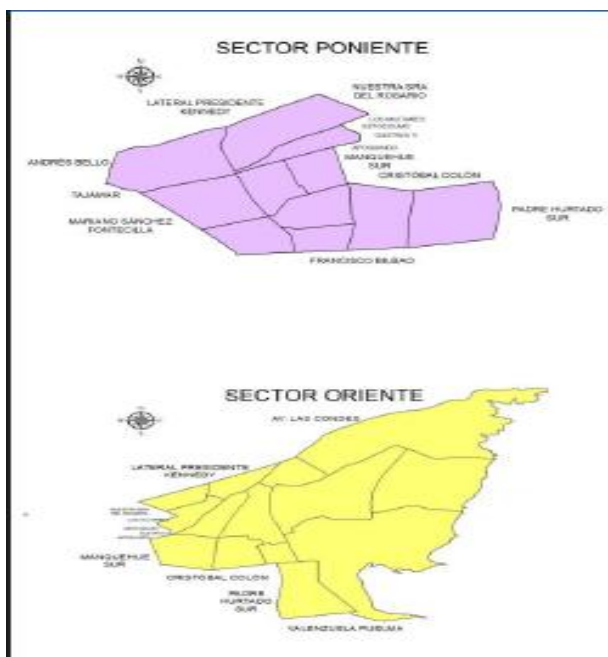 SECTOR PONIENTE
NUESTRA SRA
DEL ROSARIO
LATERAL PRESIDENTE
KENNEDY
ANDRÉS BELLO
MANQUEHUE
SUR
CRISTÓBAL COLÓN
TAJAMAR
MARIANO SÁNCHEZ
FONTECILLA
PADRE HURTADO
SUR
FRANCISCO BILBAO
SECTOR ORIENTE
AV. LAS CONDES
LATERAL PRESIDENTE
KENNEDY
MANQUEHUE
SUR
CRISTÓBAL COLÓN
PADRE
HURTADO
SUR
VALENZUELA PUELMA